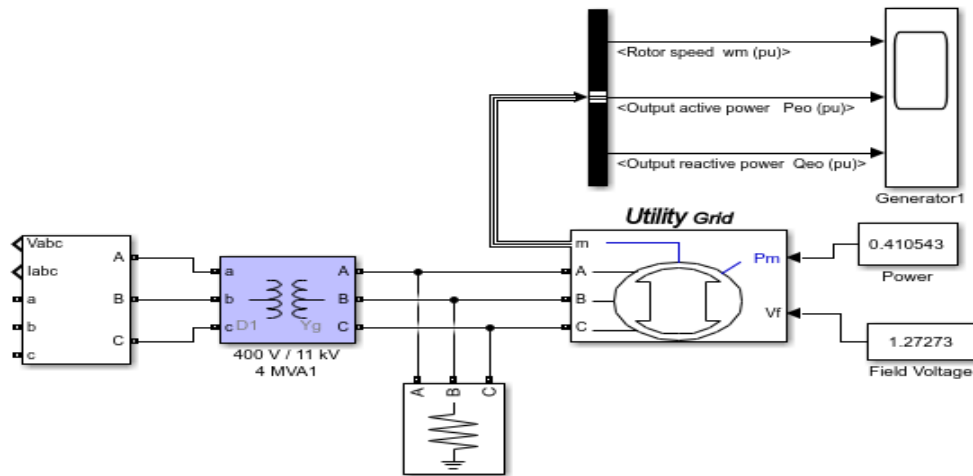 <Rotor speed wm (pu)>
<Output active power Peo (pu)>
<Output reactive power Qeo (pu)>
Generator1
Utility Grid
m
A
B
C
Pm
Vf
0.410543
Power
1.27273
Field Voltage
Vabc
Iabc
a
b
c
A
B
C
a
b
c
D1
Yg
A
B
C
400 V / 11 kV
4 MVA1
A
B
C